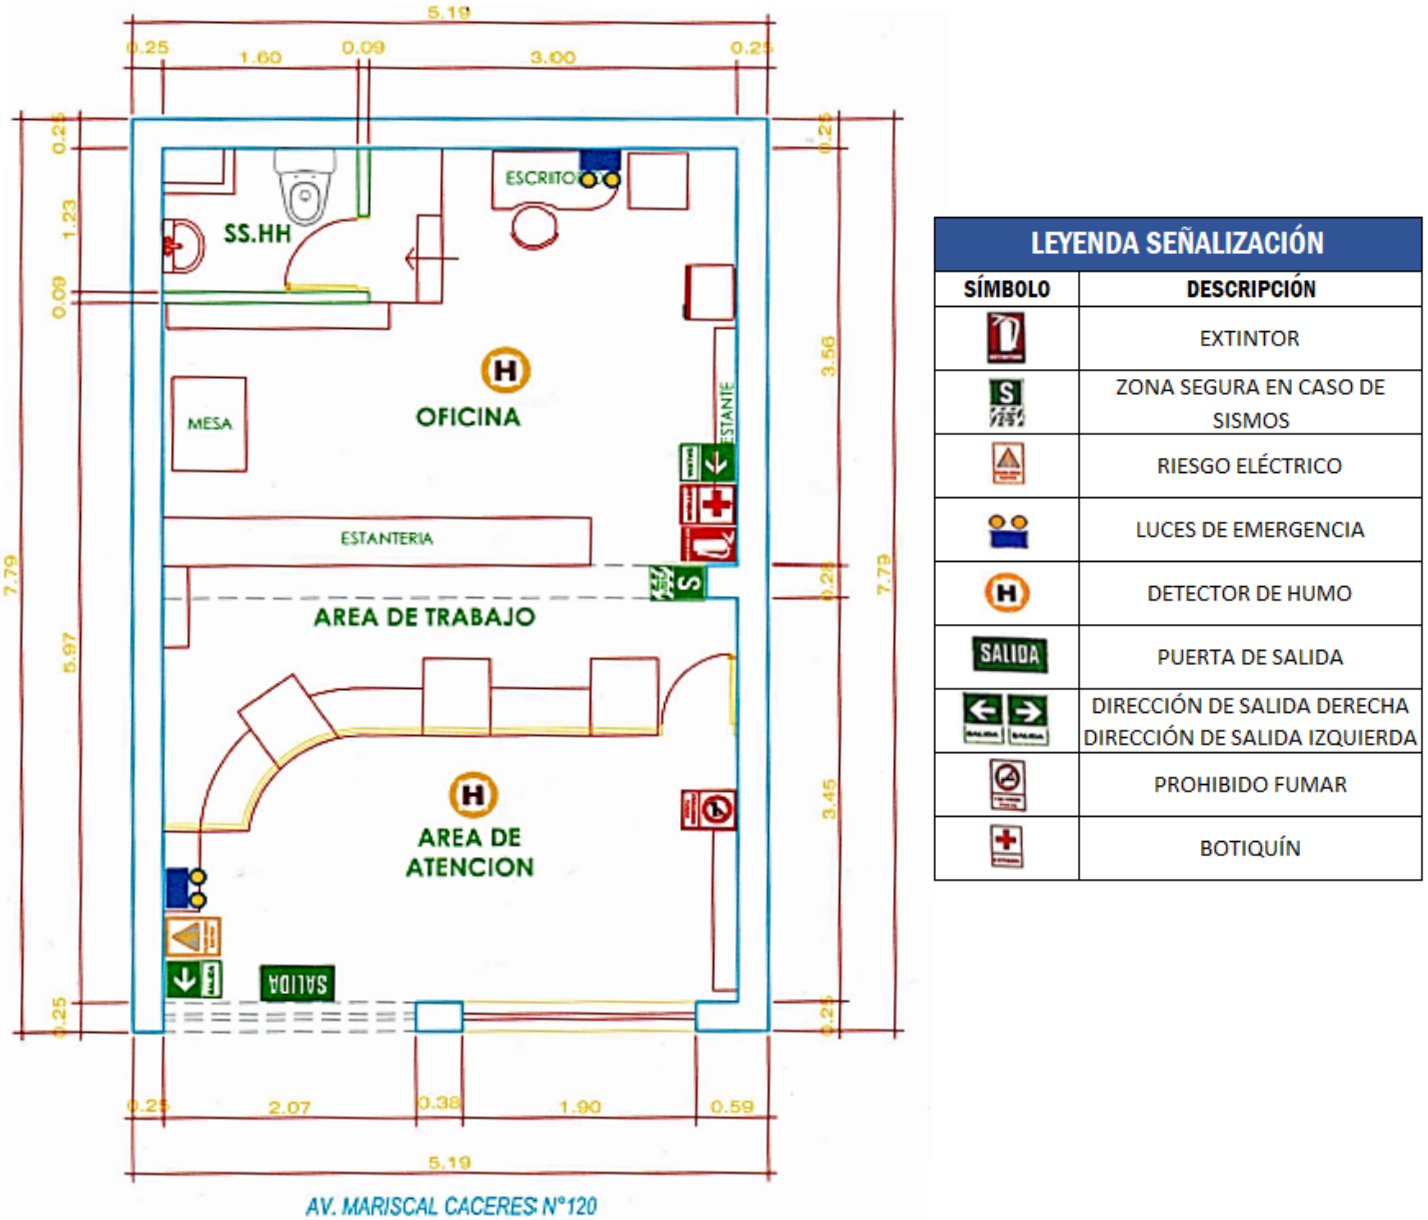 5.19
0.25
1.60
0.09
3.00
0.25
0.25
1.23
0.09
7.79
5.97
0.25
0.25
3.56
0.28
7.79
3.45
0.25
SS.HH
MESA
OFICINA
ESTANTE
ESTANTERIA
S
AREA DE TRABAJO
H
H
AREA DE
ATENCION
SALIDA
0.25
2.07
0.38
1.90
0.59
5.19
AV. MARISCAL CACERES N°120
LEYENDA SEÑALIZACIÓN
SÍMBOLO DESCRIPCIÓN
EXTINTOR
S
ZONA SEGURA EN CASO DE
SISMOS
RIESGO ELÉCTRICO
LUCES DE EMERGENCIA
H DETECTOR DE HUMO
SALIDA PUERTA DE SALIDA
DIRECCIÓN DE SALIDA DERECHA
SALIDA SALIDA DIRECCIÓN DE SALIDA IZQUIERDA
PROHIBIDO FUMAR
BOTIQUÍN